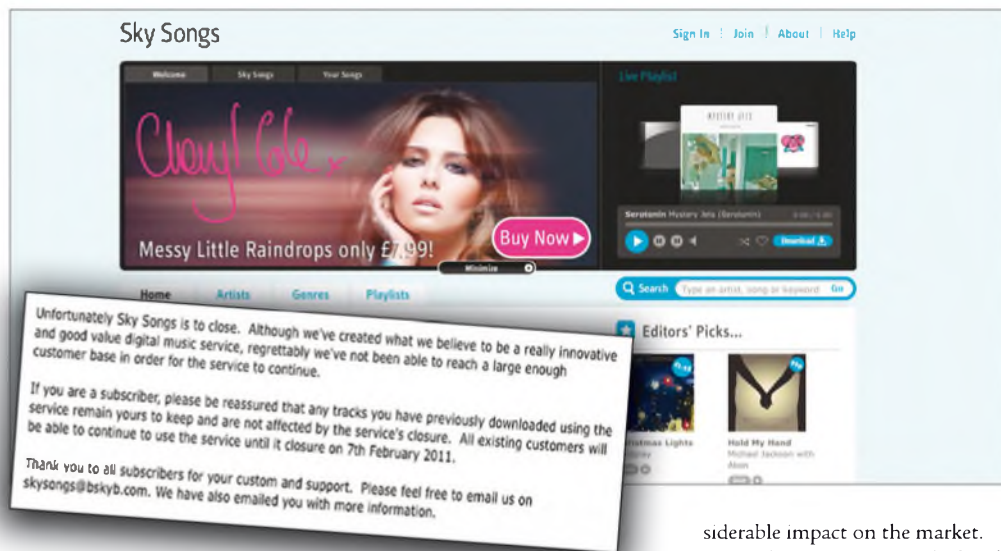 Sky Songs
Sign In | Join | About | Help
Welcome
Sky Songs
Your Songs
Live Playlist
Cheryl Cole x
MYSTERY JETS
Messy Little Raindrops only £7.99!
Buy Now
Serotonin Mystery Jets (Serotonin)
Download
Minimize
Home
Artists
Genres
Playlists
Search
Type an artist, song or keyword
Go
Editors' Picks...
Christmas Lights
Hold My Hand
Michael Jackson with
Akon
Unfortunately Sky Songs is to close. Although we've created what we believe to be a really innovative
and good value digital music service, regrettably we've not been able to reach a large enough
customer base in order for the service to continue.
If you are a subscriber, please be reassured that any tracks you have previously downloaded using the
service remain yours to keep and are not affected by the service's closure. All existing customers will
be able to continue to use the service until it closure on 7th February 2011.
Thank you to all subscribers for your custom and support. Please feel free to email us on
skysongs@bskyb.com. We have also emailed you with more information.
siderable impact on the market.